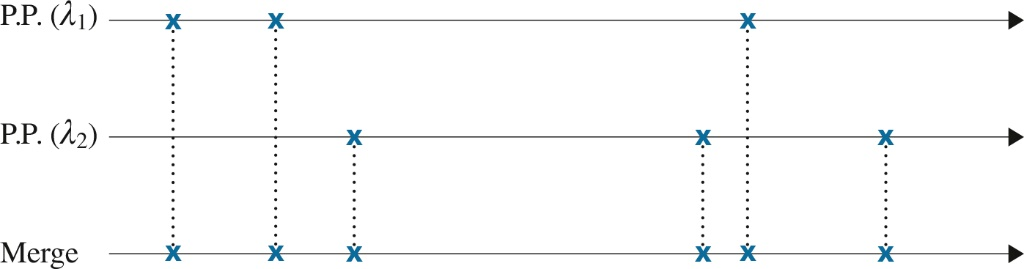 P.P. (λ₁)
P.P. (λ₂)
Merge